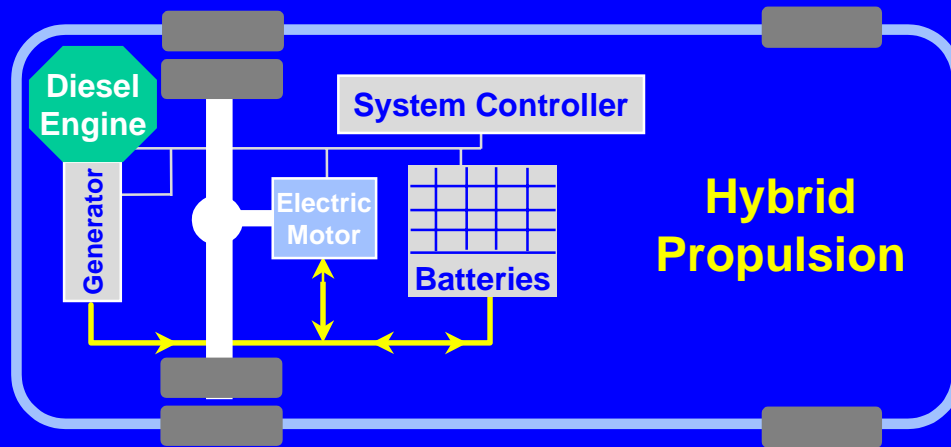 Diesel
Engine
System Controller
Generator
Electric
Motor
Batteries
Hybrid
Propulsion